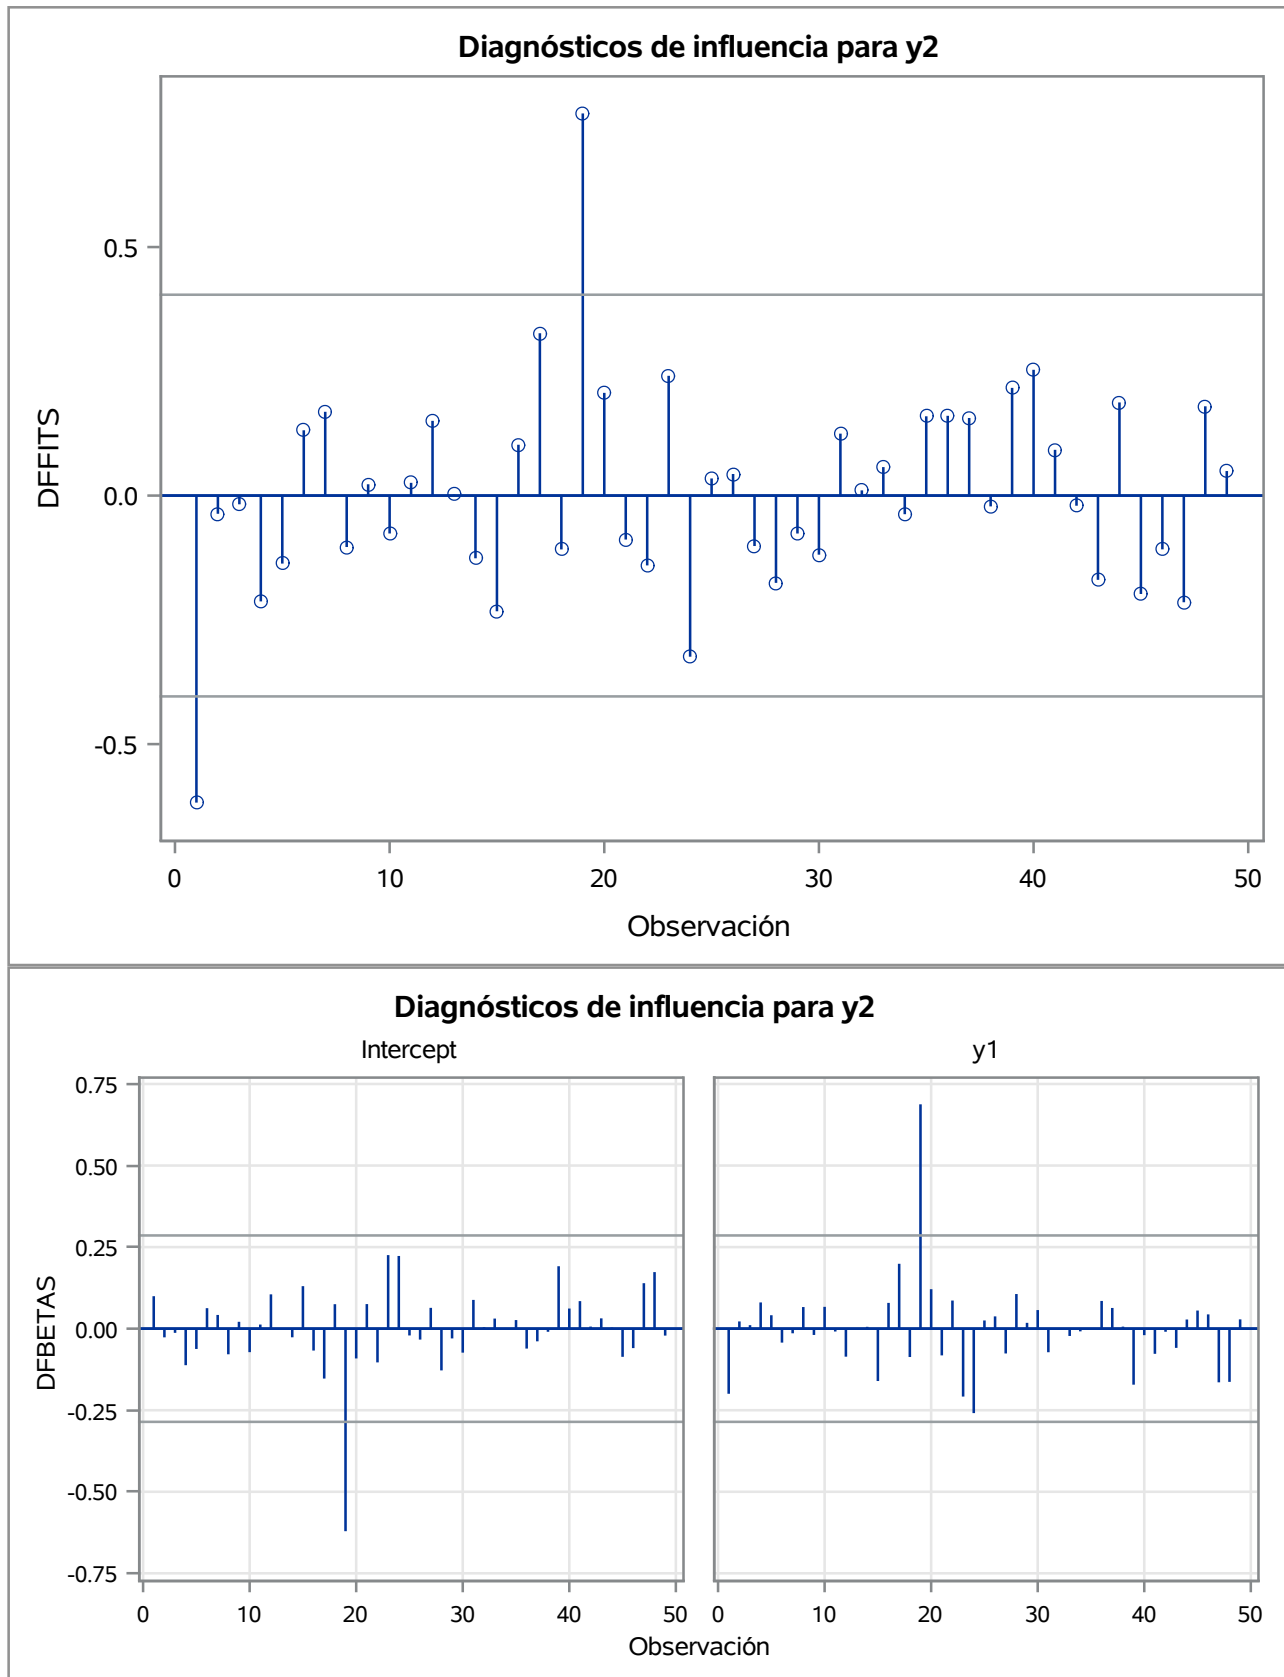 Diagnósticos de influencia para y2
DFFITS
0.5
0.0
-0.5
0 10 20 30 40 50
Observación
Diagnósticos de influencia para y2
Intercept y1
DFBETAS
0.75
0.50
0.25
0.00
-0.25
-0.50
-0.75
0 10 20 30 40 50 0 10 20 30 40 50
Observación